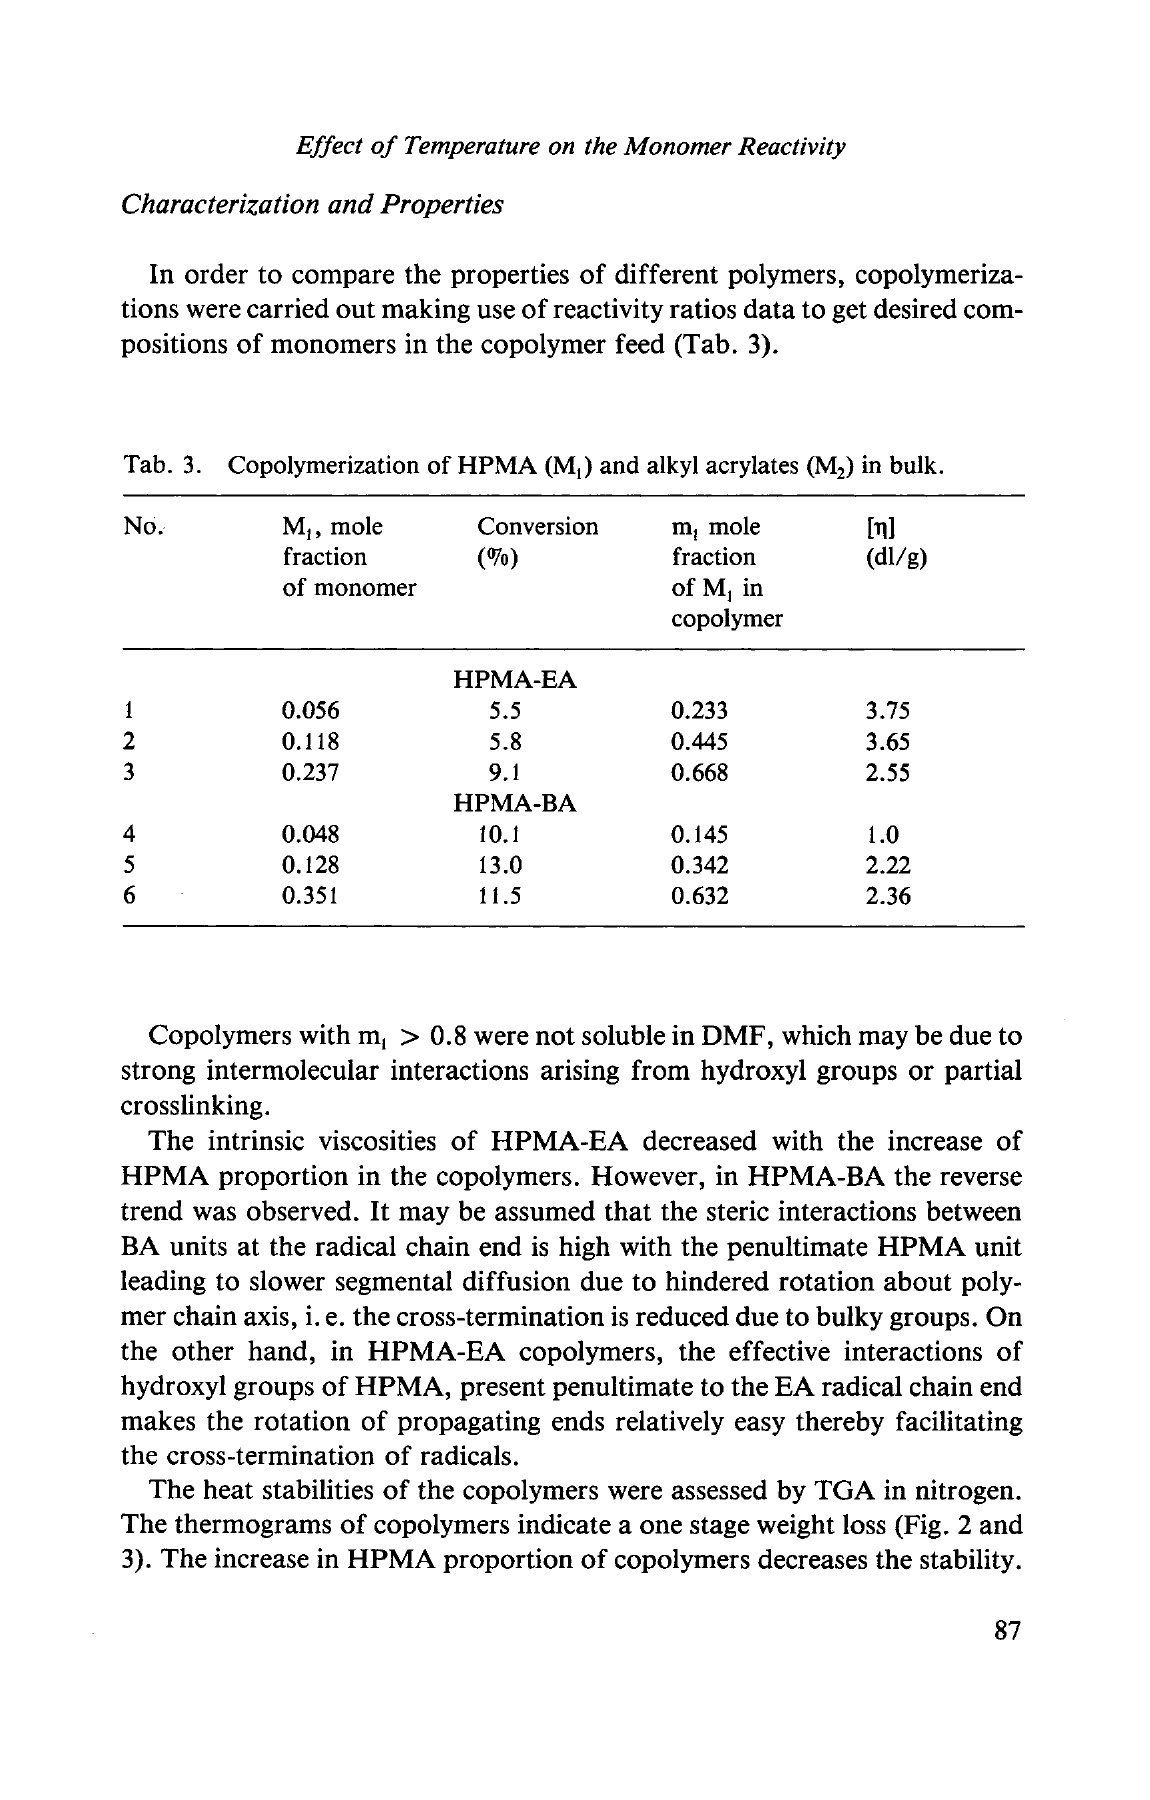 Effect of Temperature on the Monomer Reactivity
Characterization and Properties
In order to compare the properties of different polymers, copolymeriza-
tions were carried out making use of reactivity ratios data to get desired com-
positions of monomers in the copolymer feed (Tab. 3).
Tab. 3. Copolymerization of HPMA (M₁) and alkyl acrylates (M₂) in bulk.
No. M₁, mole Conversion m₁ mole [η]
fraction (%) fraction (dl/g)
of monomer of M₁ in
copolymer
HPMA-EA
1 0.056 5.5 0.233 3.75
2 0.118 5.8 0.445 3.65
3 0.237 9.1 0.668 2.55
HPMA-BA
4 0.048 10.1 0.145 1.0
5 0.128 13.0 0.342 2.22
6 0.351 11.5 0.632 2.36
Copolymers with m₁ > 0.8 were not soluble in DMF, which may be due to
strong intermolecular interactions arising from hydroxyl groups or partial
crosslinking.
The intrinsic viscosities of HPMA-EA decreased with the increase of
HPMA proportion in the copolymers. However, in HPMA-BA the reverse
trend was observed. It may be assumed that the steric interactions between
BA units at the radical chain end is high with the penultimate HPMA unit
leading to slower segmental diffusion due to hindered rotation about poly-
mer chain axis, i. e. the cross-termination is reduced due to bulky groups. On
the other hand, in HPMA-EA copolymers, the effective interactions of
hydroxyl groups of HPMA, present penultimate to the EA radical chain end
makes the rotation of propagating ends relatively easy thereby facilitating
the cross-termination of radicals.
The heat stabilities of the copolymers were assessed by TGA in nitrogen.
The thermograms of copolymers indicate a one stage weight loss (Fig. 2 and
3). The increase in HPMA proportion of copolymers decreases the stability.
87